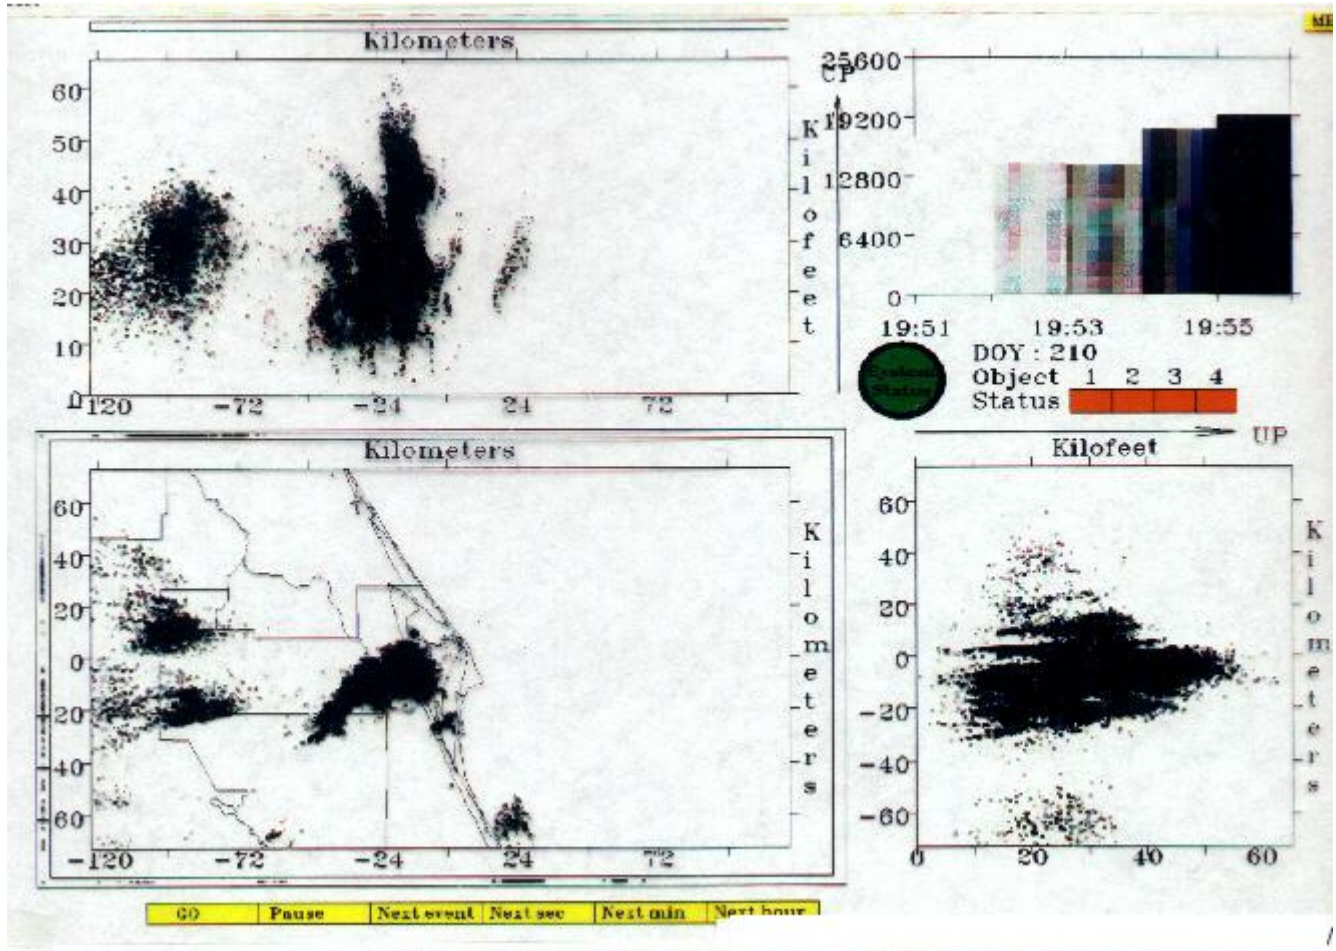 Kilometers
60
50
40
30
20
10
0
-120 -72 -24 24 72
Kilofeet
UP
25600
19200
12800
6400
0
19:51 19:53 19:55
DOY : 210
System Status
Object 1 2 3 4
Status
Kilometers
60
40
20
0
-20
-40
-60
-120 -72 -24 24 72
Kilometers
UP
Kilofeet
60
40
20
0
-20
-40
-60
0 20 40 60
Kilometers
GO Pause Next event Next sec Next min Next hour